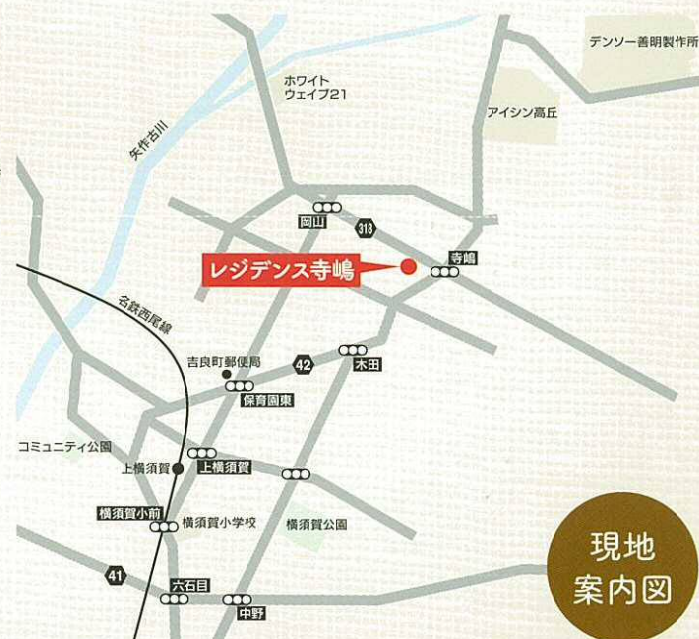 デンソー善明製作所
ホワイト
ウェイブ21
アイシン高丘
矢作古川
岡山
318
寺嶋
レジデンス寺嶋
名鉄西尾線
吉良町郵便局
42
木田
保育園東
コミュニティ公園
上横須賀
上横須賀
横須賀小前
横須賀小学校
横須賀公園
現地
案内図
41
六石目
中野